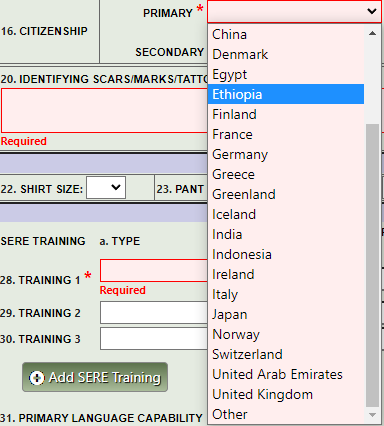 PRIMARY *
16. CITIZENSHIP
SECONDARY
China
Denmark
Egypt
Ethiopia
Finland
France
Germany
Greece
Greenland
Iceland
India
Indonesia
Ireland
Italy
Japan
Norway
Switzerland
United Arab Emirates
United Kingdom
Other
20. IDENTIFYING SCARS/MARKS/TATTO
Required
22. SHIRT SIZE:
23. PANT
SERE TRAINING a. TYPE
28. TRAINING 1 *
Required
29. TRAINING 2
30. TRAINING 3
Add SERE Training
31. PRIMARY LANGUAGE CAPABILITY